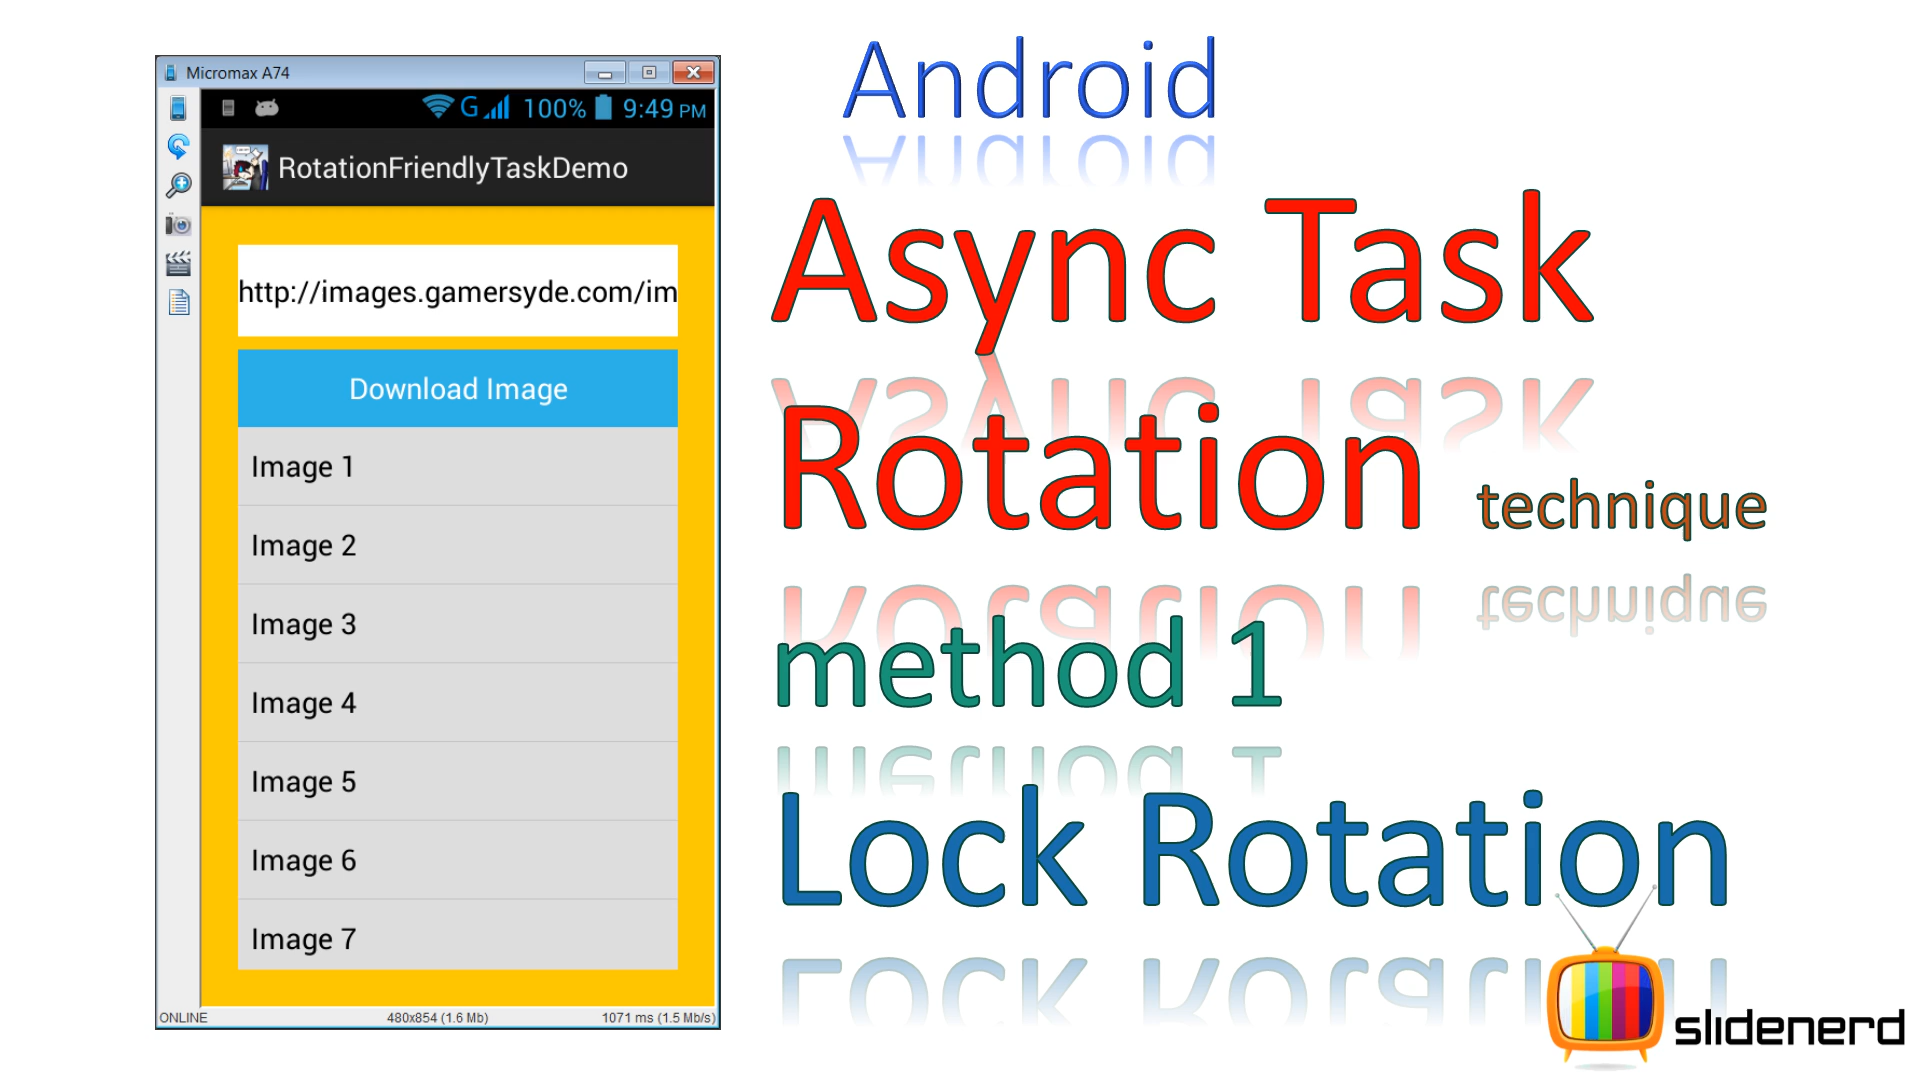 Micromax A74
G 100% 9:49 PM
RotationFriendlyTaskDemo
http://images.gamersyde.com/im
Download Image
Image 1
Image 2
Image 3
Image 4
Image 5
Image 6
Image 7
ONLINE 480x854 (1.6 Mb) 1071 ms (1.5 Mb/s)
Android
Async Task
Rotation technique
method 1
Lock Rotation
slidenerd